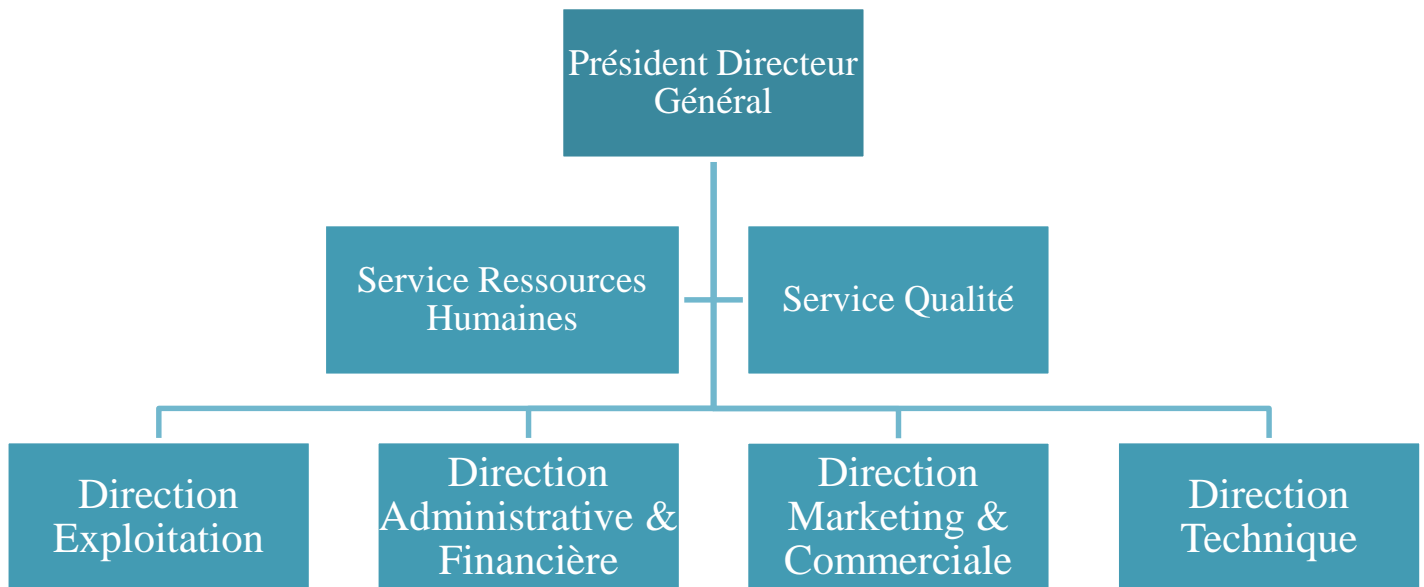 Président Directeur
Général
Service Ressources
Humaines
Service Qualité
Direction
Exploitation
Direction
Administrative &
Financière
Direction
Marketing &
Commerciale
Direction
Technique